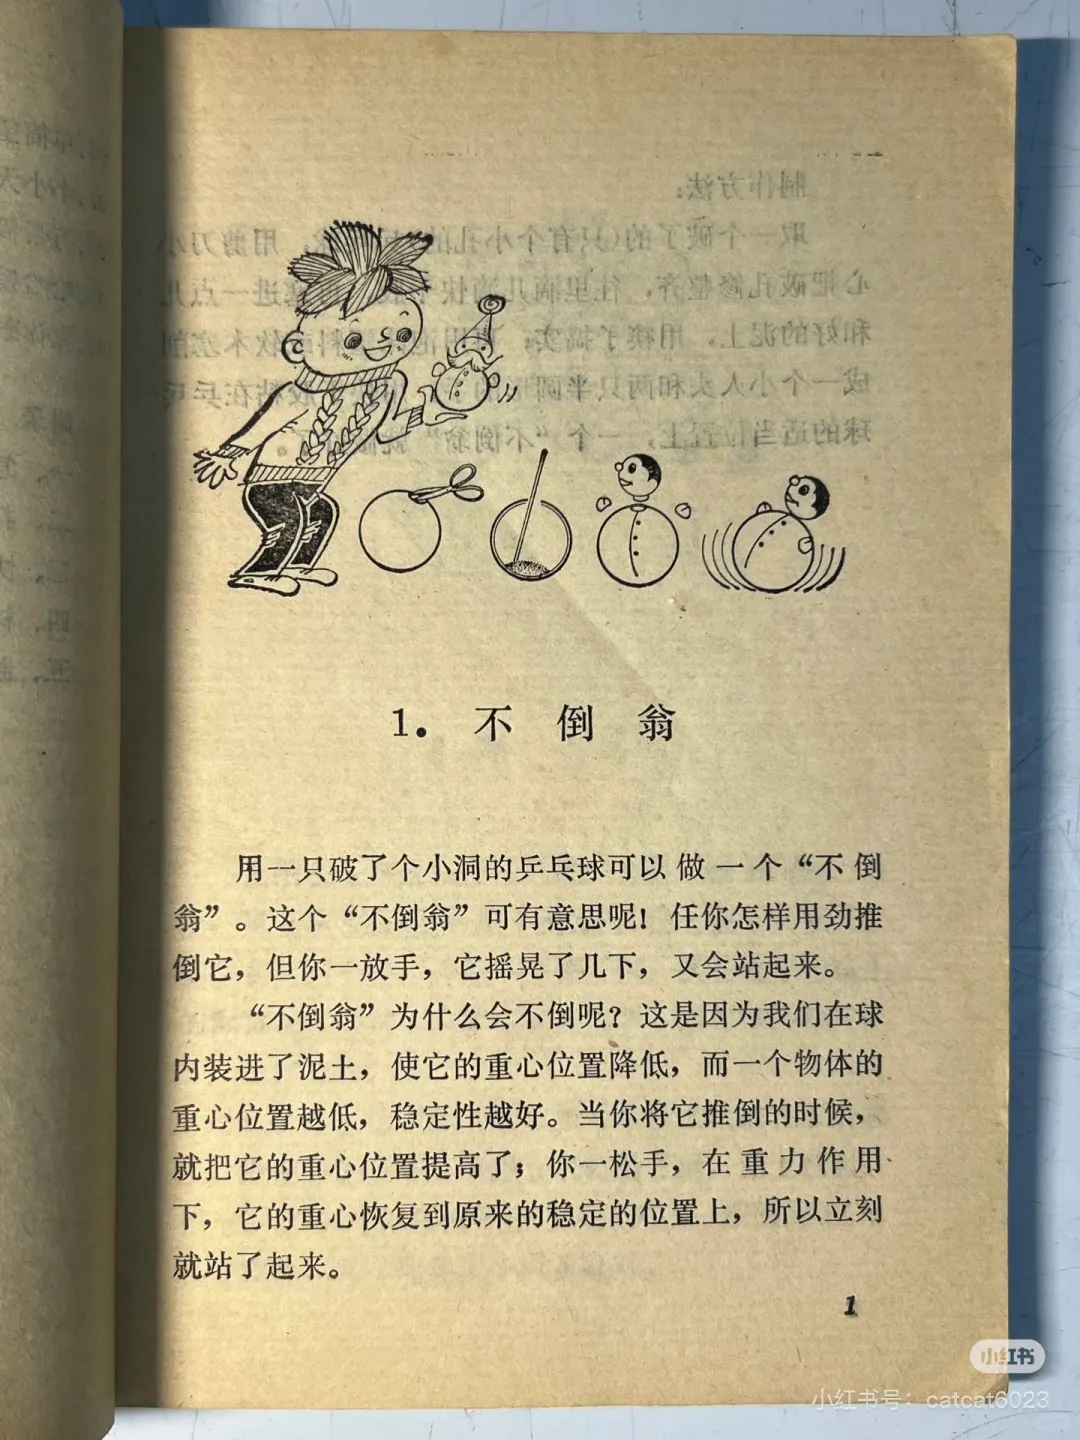 1. 不倒翁
用一只破了个小洞的乒乓球可以做一个“不倒
翁”。这个“不倒翁”可有意思呢！任你怎样用劲推
倒它，但你一放手，它摇晃了几下，又会站起来。
“不倒翁”为什么会不倒呢？这是因为我们在球
内装进了泥土，使它的重心位置降低，而一个物体的
重心位置越低，稳定性越好。当你将它推倒的时候，
就把它的重心位置提高了；你一松手，在重力作用
下，它的重心恢复到原来的稳定的位置上，所以立刻
就站了起来。
1
小红书
小红书号：catcat6023